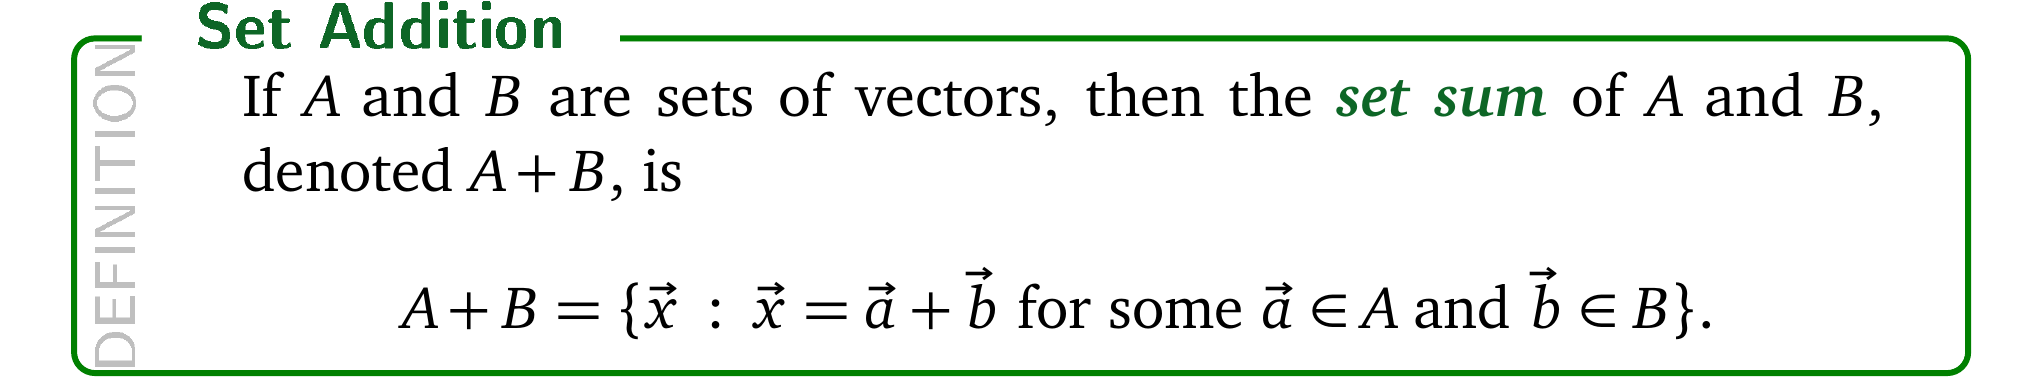 Set Addition
DEFINITION
If A and B are sets of vectors, then the set sum of A and B,
denoted A + B, is
A + B = {x⃗ : x⃗ = a⃗ + b⃗ for some a⃗ ∈ A and b⃗ ∈ B}.